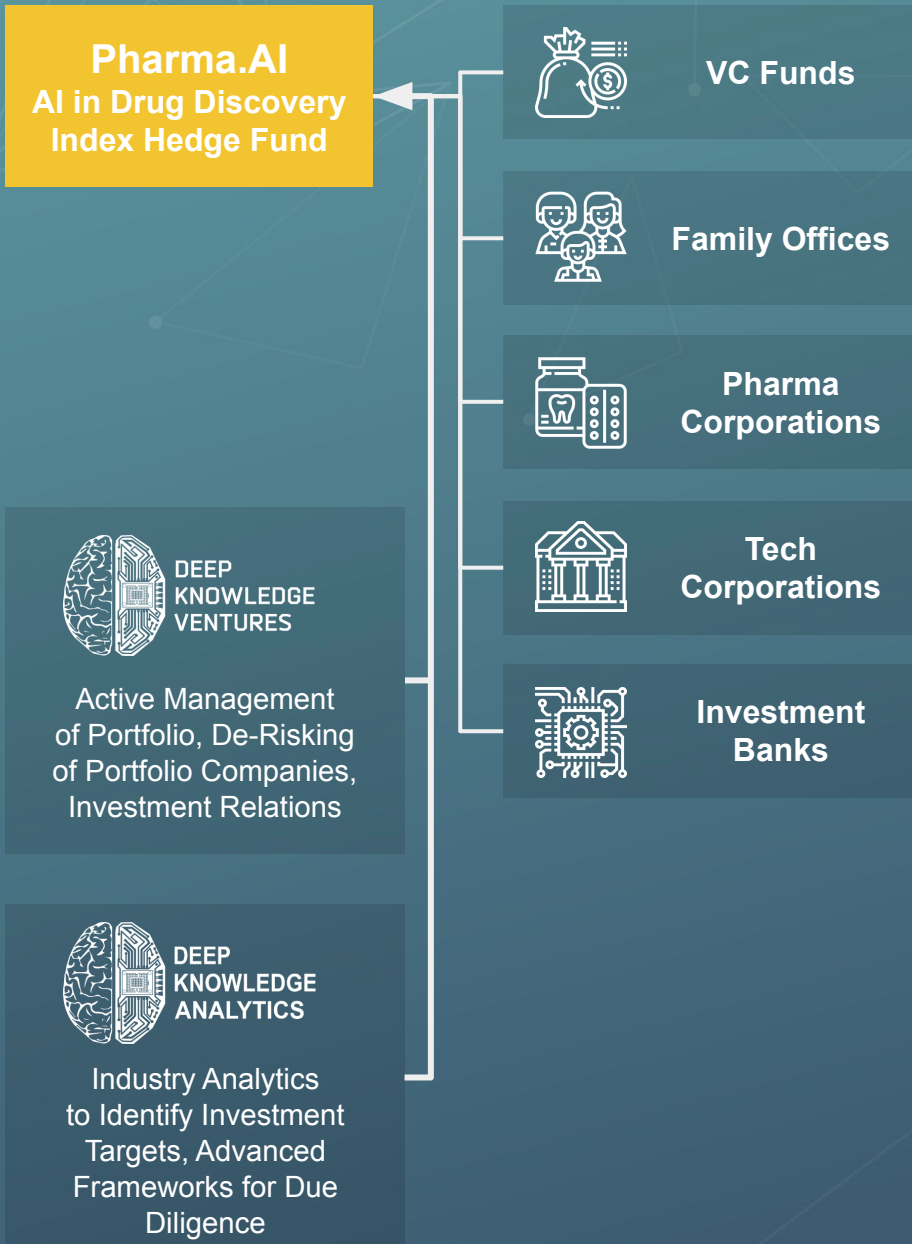 Pharma.AI
AI in Drug Discovery
Index Hedge Fund
VC Funds
Family Offices
Pharma
Corporations
Tech
Corporations
Investment
Banks
DEEP
KNOWLEDGE
VENTURES
Active Management
of Portfolio, De-Risking
of Portfolio Companies,
Investment Relations
DEEP
KNOWLEDGE
ANALYTICS
Industry Analytics
to Identify Investment
Targets, Advanced
Frameworks for Due
Diligence